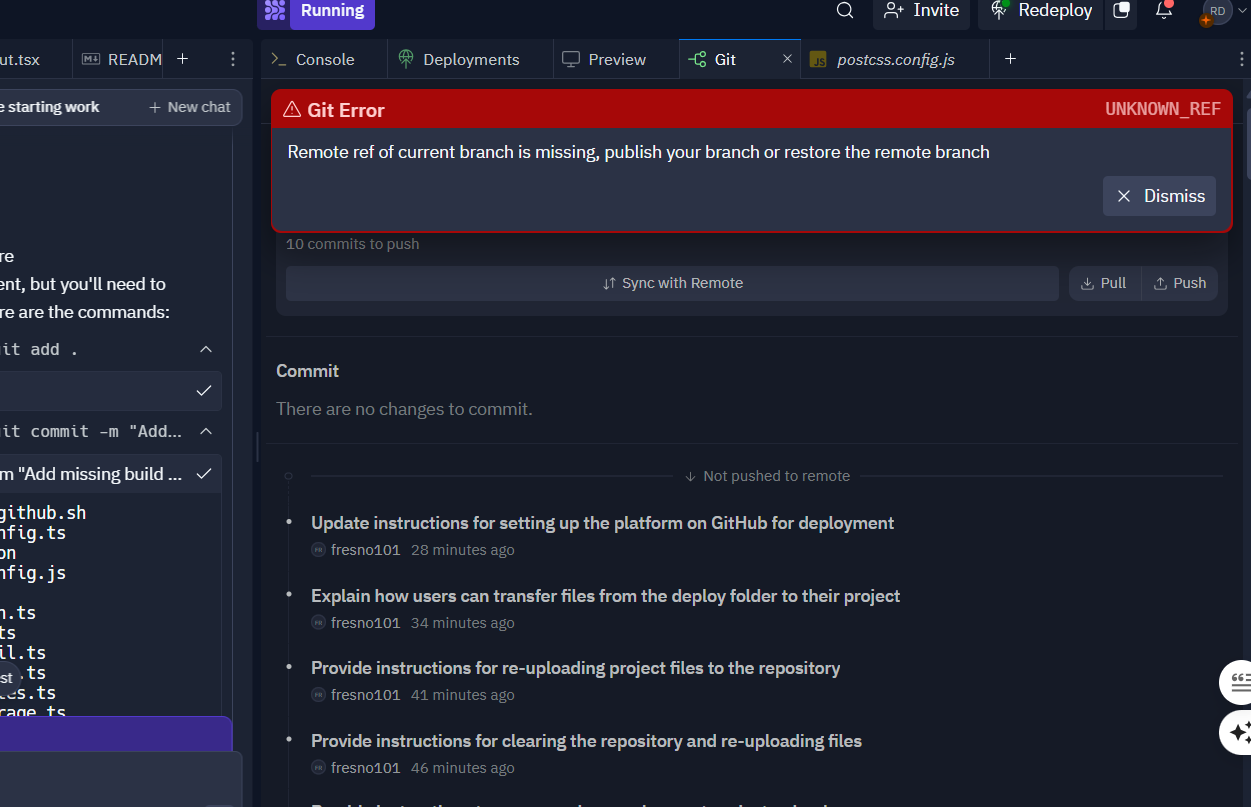 Running
Invite
Redeploy
RD
ut.tsx
README
Console
Deployments
Preview
Git
JS
postcss.config.js
e starting work
New chat
Git Error
UNKNOWN_REF
Remote ref of current branch is missing, publish your branch or restore the remote branch
Dismiss
10 commits to push
Sync with Remote
Pull
Push
re
ent, but you'll need to
re are the commands:
it add .
it commit -m "Add...
m "Add missing build ...
github.sh
nfig.ts
on
nfig.js
n.ts
ts
il.ts
.ts
st
es.ts
rage.ts
Commit
There are no changes to commit.
Not pushed to remote
Update instructions for setting up the platform on GitHub for deployment
FR fresno101 28 minutes ago
Explain how users can transfer files from the deploy folder to their project
FR fresno101 34 minutes ago
Provide instructions for re-uploading project files to the repository
FR fresno101 41 minutes ago
Provide instructions for clearing the repository and re-uploading files
FR fresno101 46 minutes ago